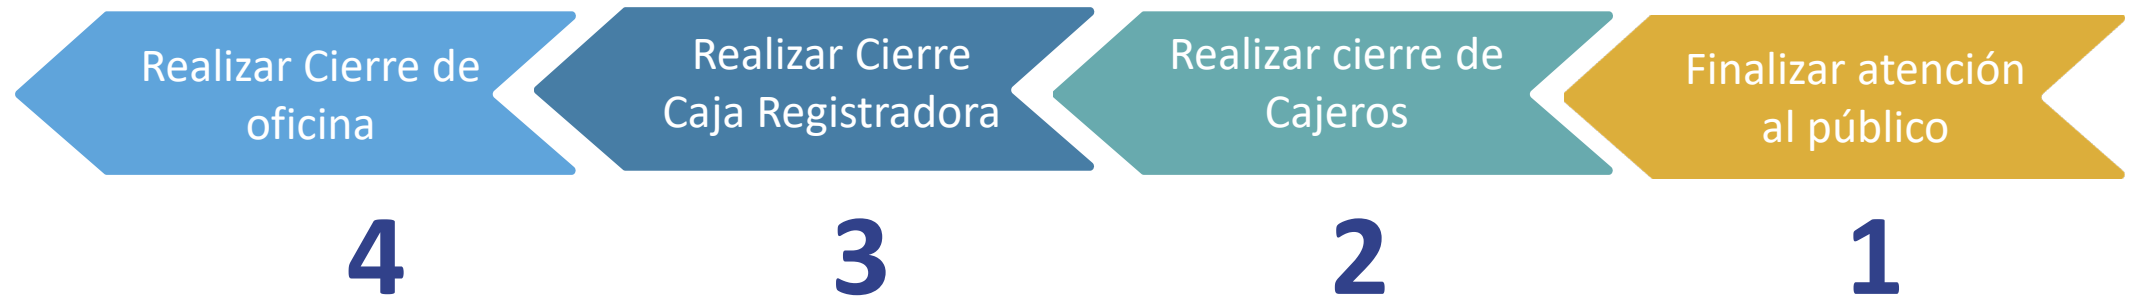 Realizar Cierre de
oficina
Realizar Cierre
Caja Registradora
Realizar cierre de
Cajeros
Finalizar atención
al público
4
3
2
1